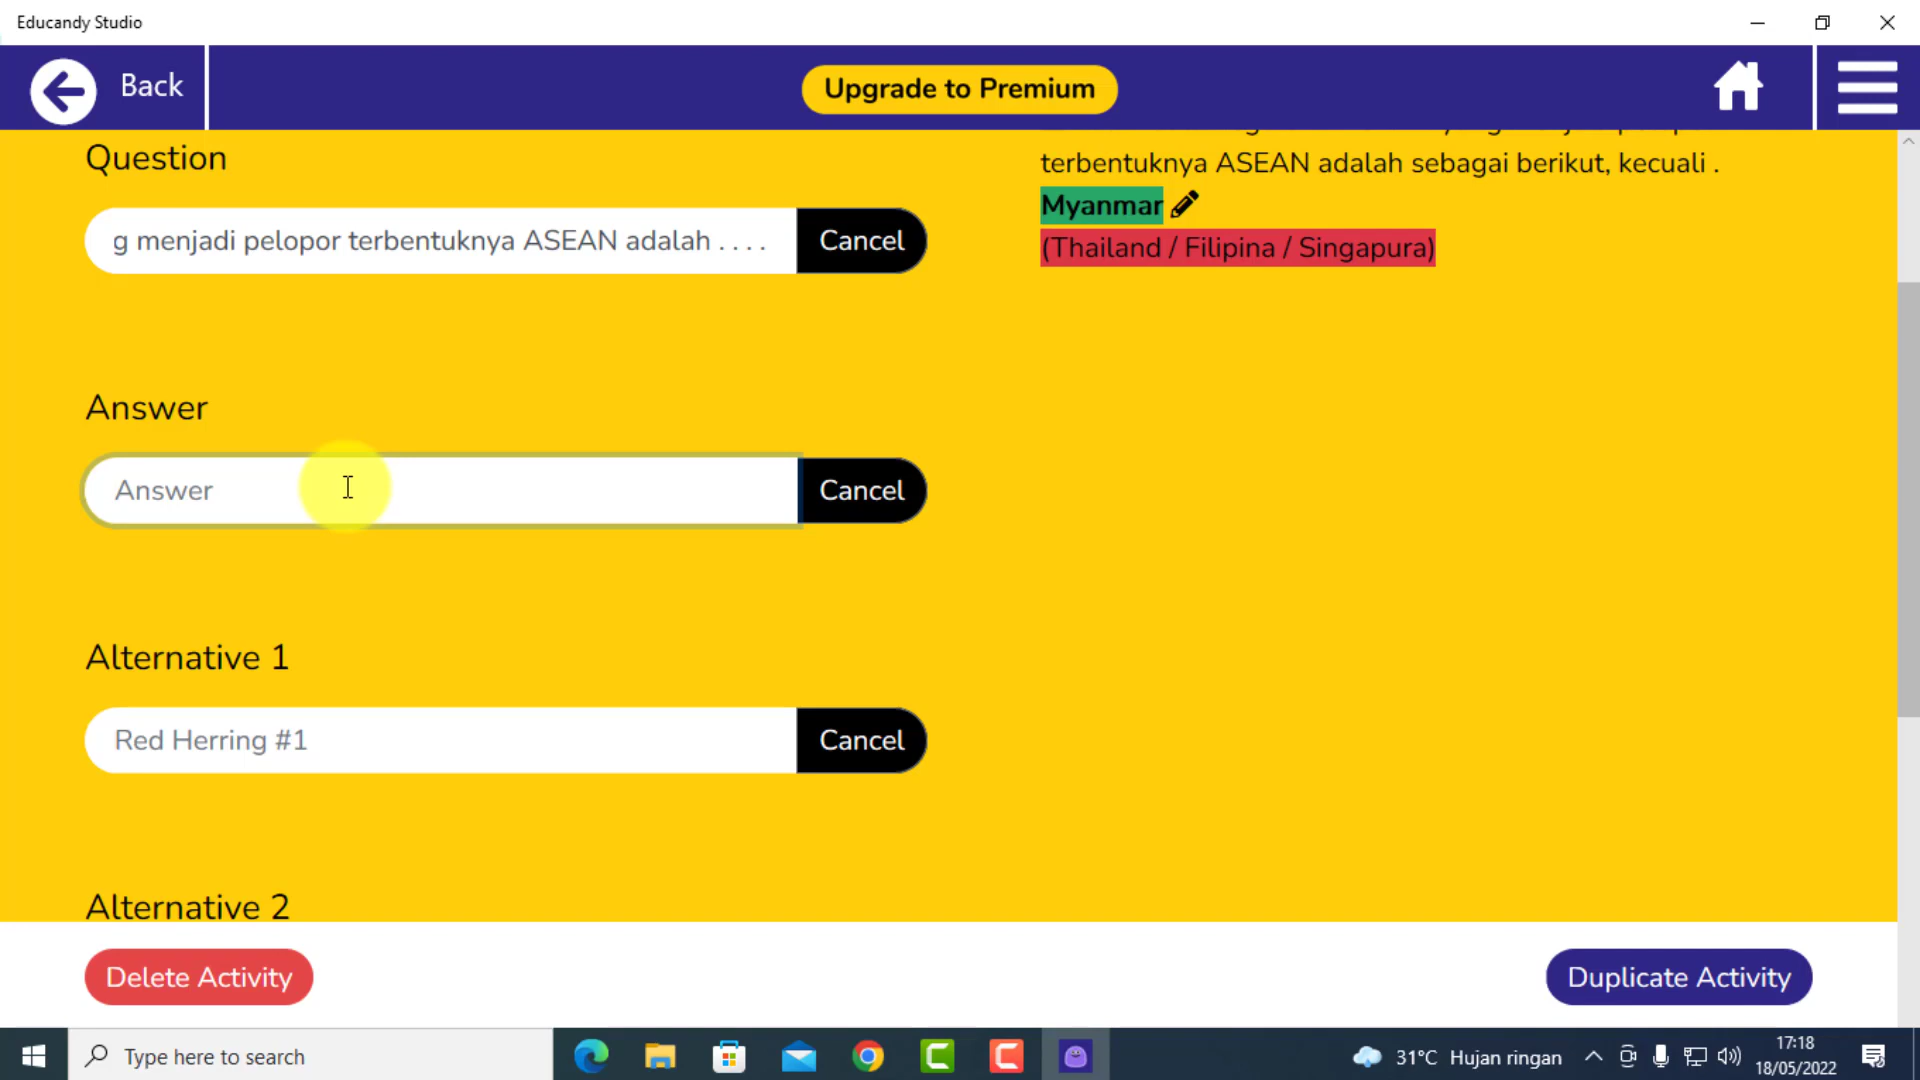 Educandy Studio
Back
Upgrade to Premium
Question
g menjadi pelopor terbentuknya ASEAN adalah . . . .
Cancel
Answer
Answer
Cancel
Alternative 1
Red Herring #1
Cancel
Alternative 2
terbentuknya ASEAN adalah sebagai berikut, kecuali .
Myanmar
(Thailand / Filipina / Singapura)
Delete Activity
Duplicate Activity
Type here to search
31°C Hujan ringan
17:18
18/05/2022